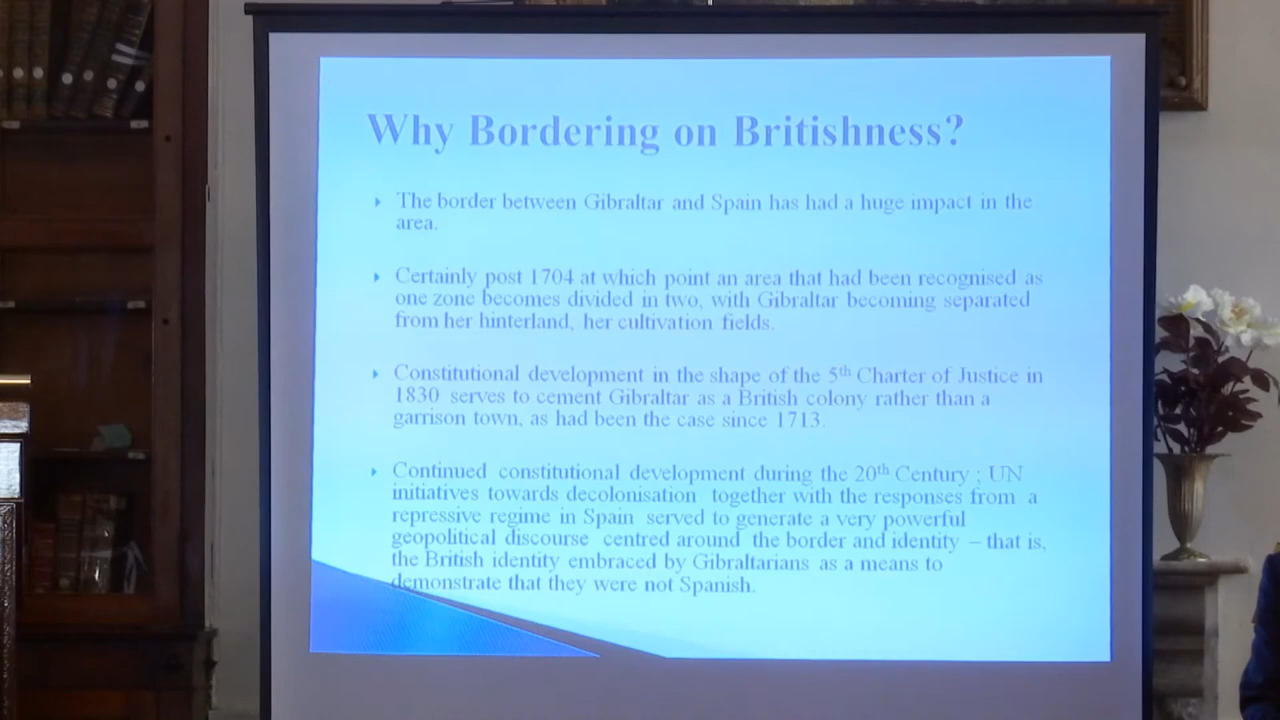 Why Bordering on Britishness?
The border between Gibraltar and Spain has had a huge impact in the
area.
Certainly post 1704 at which point an area that had been recognised as
one zone becomes divided in two, with Gibraltar becoming separated
from her hinterland, her cultivation fields.
Constitutional development in the shape of the 5th Charter of Justice in
1830 serves to cement Gibraltar as a British colony rather than a
garrison town, as had been the case since 1713.
Continued constitutional development during the 20th Century ; UN
initiatives towards decolonisation together with the responses from a
repressive regime in Spain served to generate a very powerful
geopolitical discourse centred around the border and identity – that is,
the British identity embraced by Gibraltarians as a means to
demonstrate that they were not Spanish.